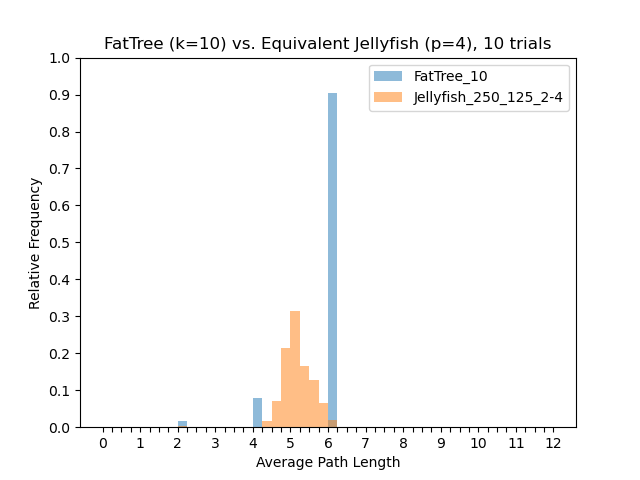 FatTree (k=10) vs. Equivalent Jellyfish (p=4), 10 trials
FatTree_10
Jellyfish_250_125_2-4
Relative Frequency
1.0
0.9
0.8
0.7
0.6
0.5
0.4
0.3
0.2
0.1
0.0
0 1 2 3 4 5 6 7 8 9 10 11 12
Average Path Length